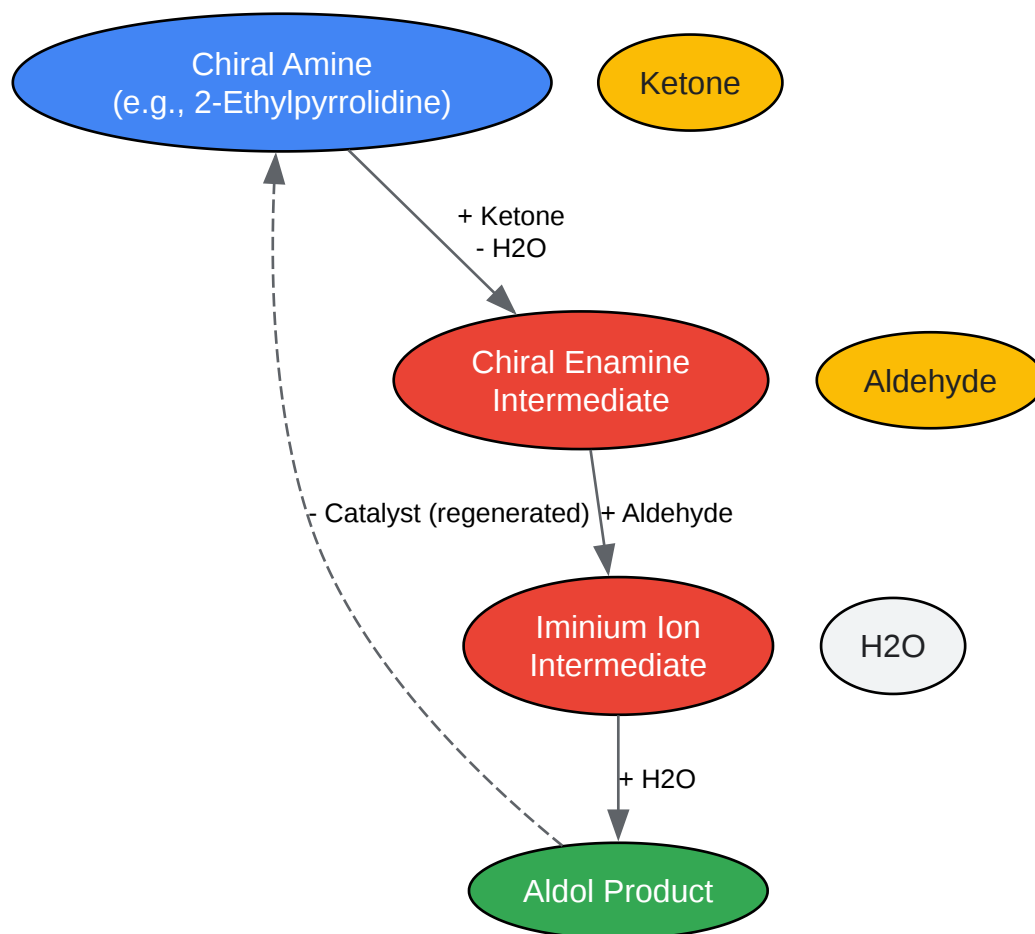 Chiral Amine
(e.g., 2-Ethylpyrrolidine)
Ketone
+ Ketone
- H2O
Chiral Enamine
Intermediate
Aldehyde
- Catalyst (regenerated)
+ Aldehyde
Iminium Ion
Intermediate
H2O
+ H2O
Aldol Product